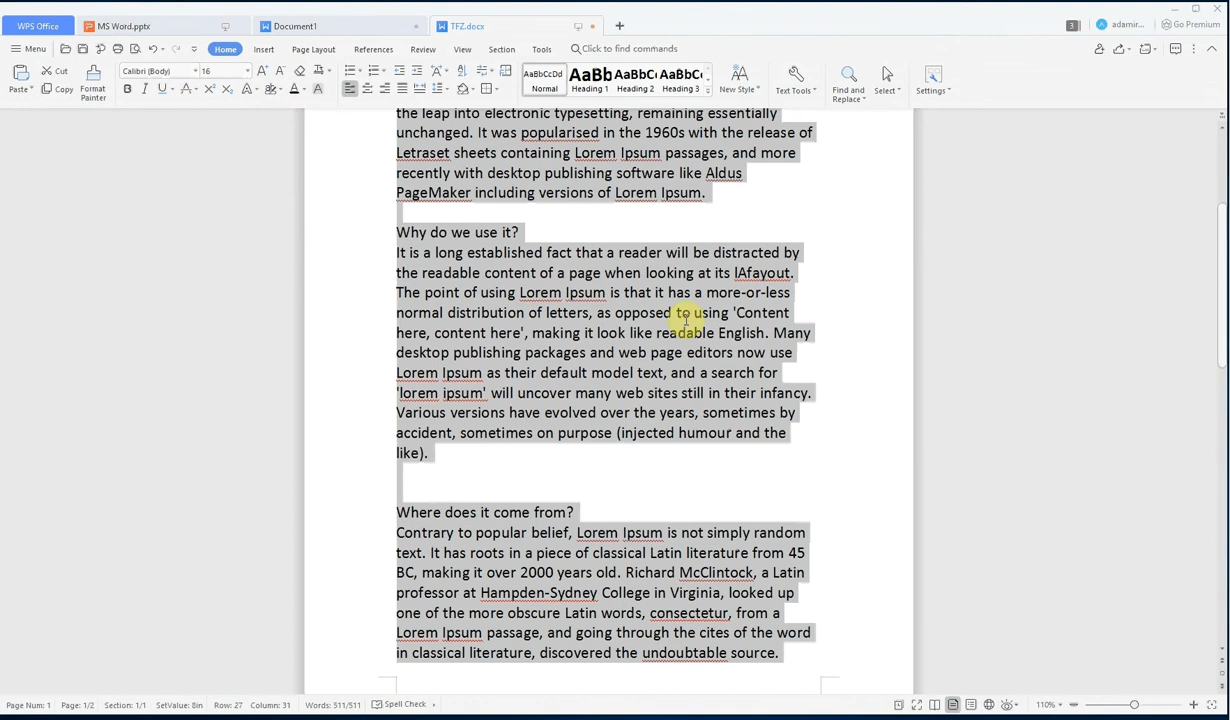 WPS Office MS Word.pptx Document1 TFZ.docx 3 adamir... Go Premium
Menu Home Insert Page Layout References Review View Section Tools Click to find commands
Paste Cut Copy Format Painter Calibri (Body) 16 AaBbCcDd Normal AaBb Heading 1 AaBbC Heading 2 AaBbC Heading 3 New Style Text Tools Find and Replace Select Settings
the leap into electronic typesetting, remaining essentially
unchanged. It was popularised in the 1960s with the release of
Letraset sheets containing Lorem Ipsum passages, and more
recently with desktop publishing software like Aldus
PageMaker including versions of Lorem Ipsum.
Why do we use it?
It is a long established fact that a reader will be distracted by
the readable content of a page when looking at its lAfayout.
The point of using Lorem Ipsum is that it has a more-or-less
normal distribution of letters, as opposed to using 'Content
here, content here', making it look like readable English. Many
desktop publishing packages and web page editors now use
Lorem Ipsum as their default model text, and a search for
'lorem ipsum' will uncover many web sites still in their infancy.
Various versions have evolved over the years, sometimes by
accident, sometimes on purpose (injected humour and the
like).
Where does it come from?
Contrary to popular belief, Lorem Ipsum is not simply random
text. It has roots in a piece of classical Latin literature from 45
BC, making it over 2000 years old. Richard McClintock, a Latin
professor at Hampden-Sydney College in Virginia, looked up
one of the more obscure Latin words, consectetur, from a
Lorem Ipsum passage, and going through the cites of the word
in classical literature, discovered the undoubtable source.
Page Num: 1 Page: 1/2 Section: 1/1 SetValue: 8in Row: 27 Column: 31 Words: 511/511 Spell Check 110%